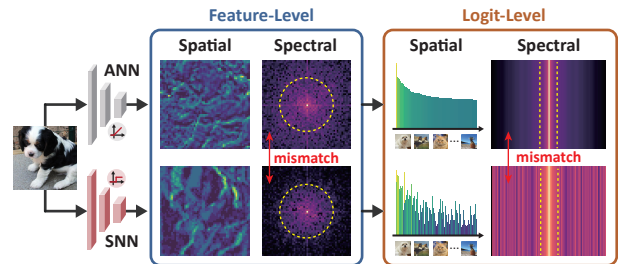 Feature-Level
Logit-Level
Spatial
Spectral
Spatial
Spectral
ANN
mismatch
mismatch
SNN